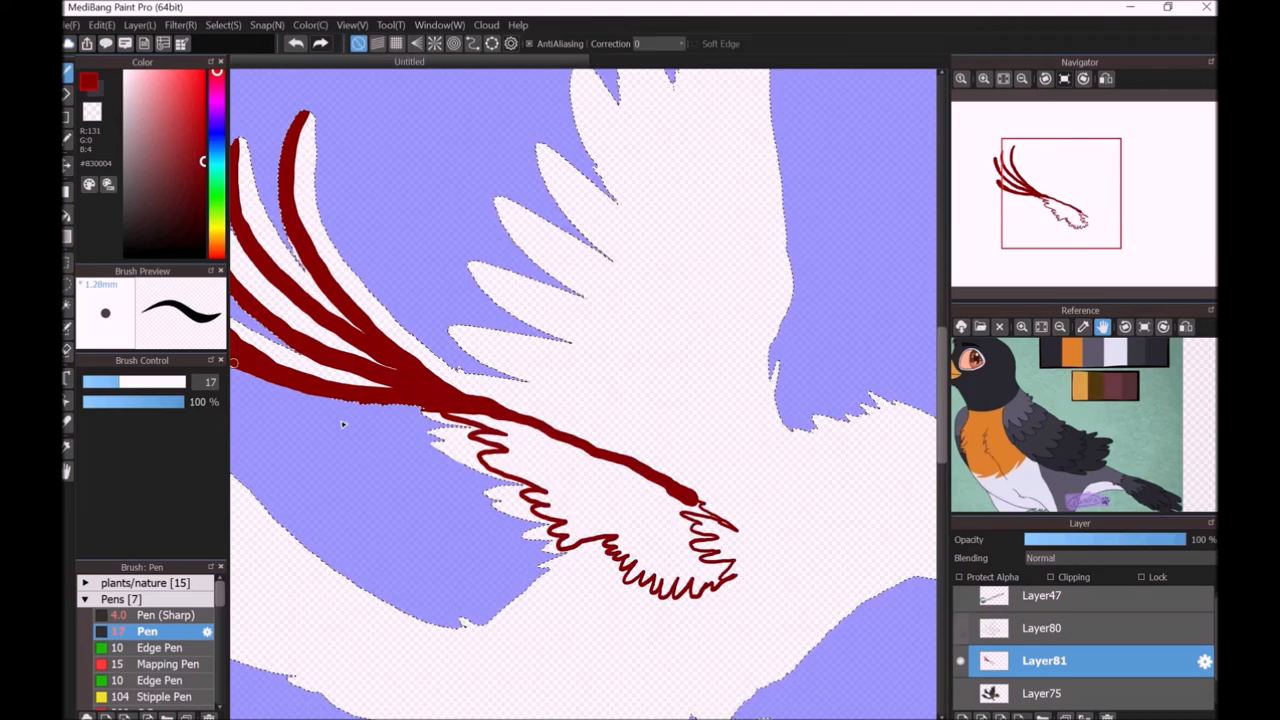 MediBang Paint Pro (64bit)
Edit(E) Layer(L) Filter(R) Select(S) Snap(N) Color(C) View(V) Tool(T) Window(W) Cloud Help
AntiAliasing Correction 0 Soft Edge
Color
Untitled
Navigator
R:131
G:0
B:4
#830004
Brush Preview
* 1.28mm
Reference
Brush Control
17
100 %
Layer
Opacity 100 %
Blending Normal
Protect Alpha Clipping Lock
Layer47
Layer80
Layer81
Layer75
Brush: Pen
plants/nature [15]
Pens [7]
4.0 Pen (Sharp)
17 Pen
10 Edge Pen
15 Mapping Pen
10 Edge Pen
104 Stipple Pen